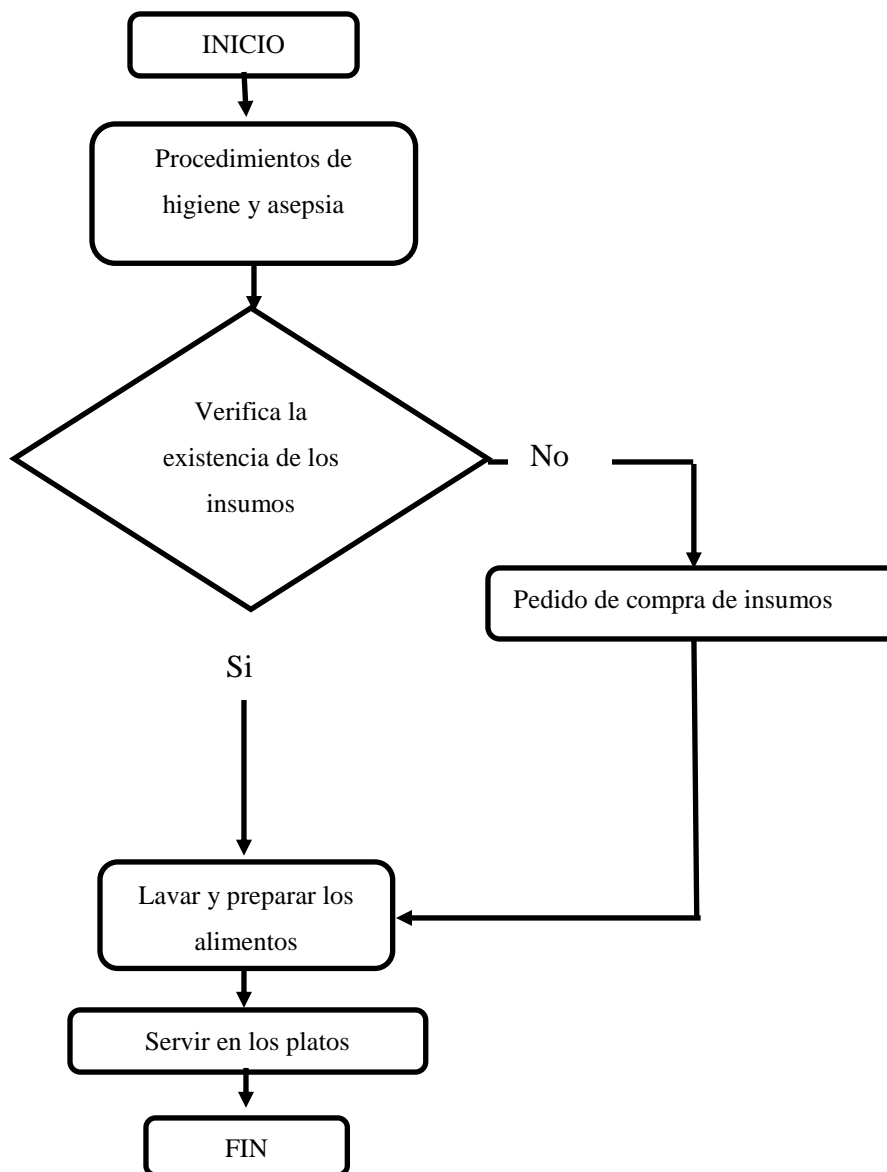 INICIO
Procedimientos de
higiene y asepsia
Verifica la
existencia de los
insumos
No
Pedido de compra de insumos
Si
Lavar y preparar los
alimentos
Servir en los platos
FIN